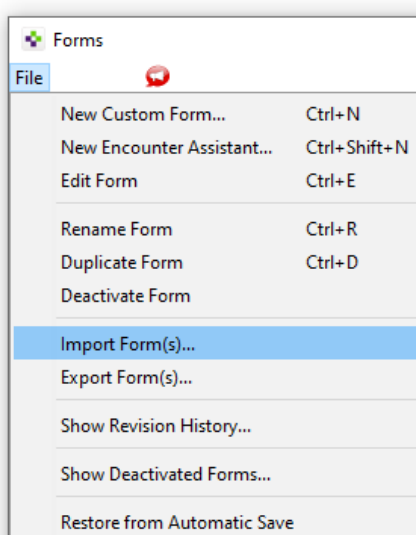 Forms
File
New Custom Form... Ctrl+N
New Encounter Assistant... Ctrl+Shift+N
Edit Form Ctrl+E
Rename Form Ctrl+R
Duplicate Form Ctrl+D
Deactivate Form
Import Form(s)...
Export Form(s)...
Show Revision History...
Show Deactivated Forms...
Restore from Automatic Save